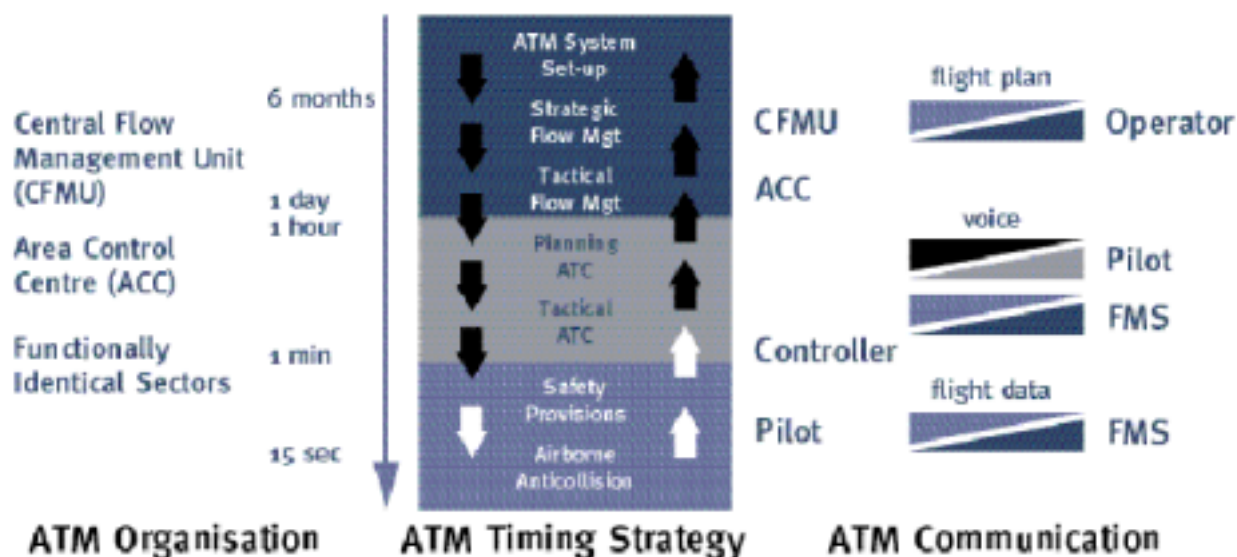 6 months
Central Flow
Management Unit
(CFMU)
1 day
1 hour
Area Control
Centre (ACC)
Functionally
Identical Sectors
1 min
15 sec
ATM Organisation
ATM System
Set-up
Strategic
Flow Mgt
Tactical
Flow Mgt
Planning
ATC
Tactical
ATC
Safety
Provisions
Airborne
Anticollision
ATM Timing Strategy
flight plan
CFMU
Operator
ACC
voice
Pilot
FMS
Controller
flight data
Pilot
FMS
ATM Communication